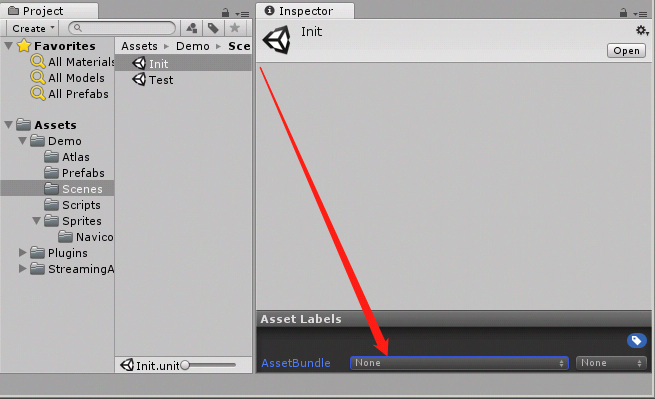 Project
Create
Favorites
All Materials
All Models
All Prefabs
Assets
Demo
Atlas
Prefabs
Scenes
Scripts
Sprites
Navico
Plugins
StreamingA
Assets Demo Sce
Init
Test
Init.unit
Inspector
Init
Open
Asset Labels
AssetBundle None None